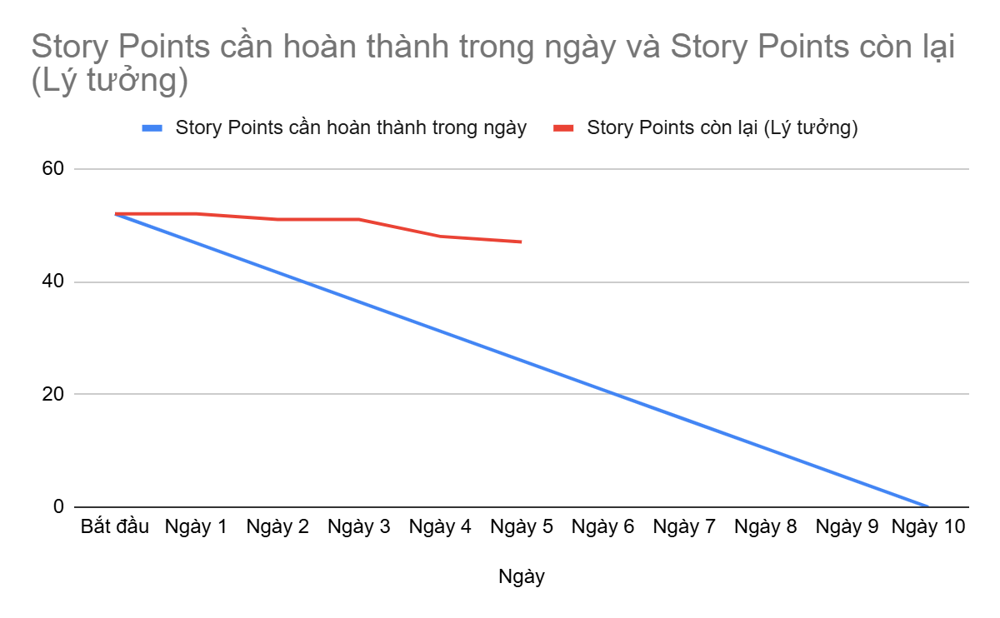 Story Points cần hoàn thành trong ngày và Story Points còn lại
(Lý tưởng)
Story Points cần hoàn thành trong ngày Story Points còn lại (Lý tưởng)
60
40
20
0
Bắt đầu Ngày 1 Ngày 2 Ngày 3 Ngày 4 Ngày 5 Ngày 6 Ngày 7 Ngày 8 Ngày 9 Ngày 10
Ngày